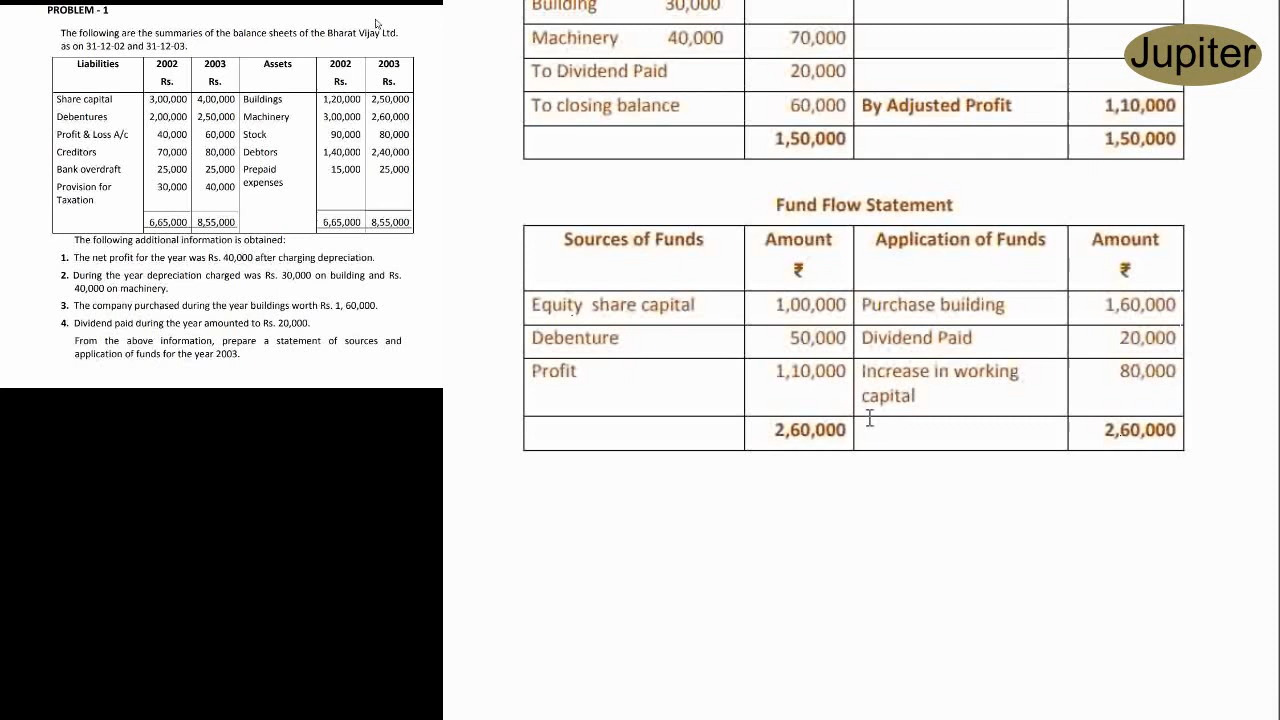 PROBLEM - 1
The following are the summaries of the balance sheets of the Bharat Vijay Ltd.
as on 31-12-02 and 31-12-03.
Liabilities 2002 2003 Assets 2002 2003
Rs. Rs. Rs. Rs.
Share capital 3,00,000 4,00,000 Buildings 1,20,000 2,50,000
Debentures 2,00,000 2,50,000 Machinery 3,00,000 2,60,000
Profit & Loss A/c 40,000 60,000 Stock 90,000 80,000
Creditors 70,000 80,000 Debtors 1,40,000 2,40,000
Bank overdraft 25,000 25,000 Prepaid 15,000 25,000
expenses
Provision for 30,000 40,000
Taxation
6,65,000 8,55,000 6,65,000 8,55,000
The following additional information is obtained:
1. The net profit for the year was Rs. 40,000 after charging depreciation.
2. During the year depreciation charged was Rs. 30,000 on building and Rs.
40,000 on machinery.
3. The company purchased during the year buildings worth Rs. 1, 60,000.
4. Dividend paid during the year amounted to Rs. 20,000.
From the above information, prepare a statement of sources and
application of funds for the year 2003.
Building 30,000
Machinery 40,000 70,000
To Dividend Paid 20,000
To closing balance 60,000 By Adjusted Profit 1,10,000
1,50,000 1,50,000
Jupiter
Fund Flow Statement
Sources of Funds Amount Application of Funds Amount
₹ ₹
Equity share capital 1,00,000 Purchase building 1,60,000
Debenture 50,000 Dividend Paid 20,000
Profit 1,10,000 Increase in working 80,000
capital
2,60,000 2,60,000